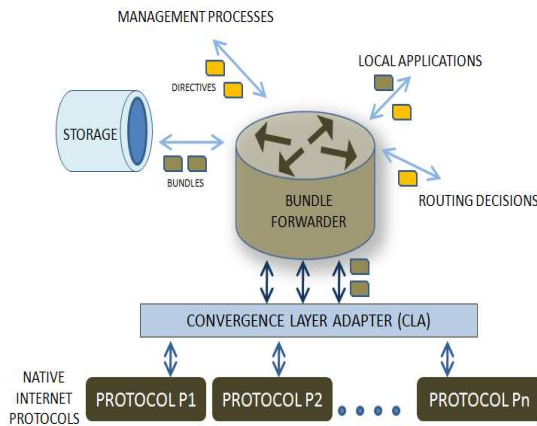 MANAGEMENT PROCESSES
DIRECTIVES
LOCAL APPLICATIONS
STORAGE
BUNDLES
BUNDLE
FORWARDER
ROUTING DECISIONS
CONVERGENCE LAYER ADAPTER (CLA)
NATIVE
INTERNET
PROTOCOLS
PROTOCOL P1
PROTOCOL P2
PROTOCOL Pn